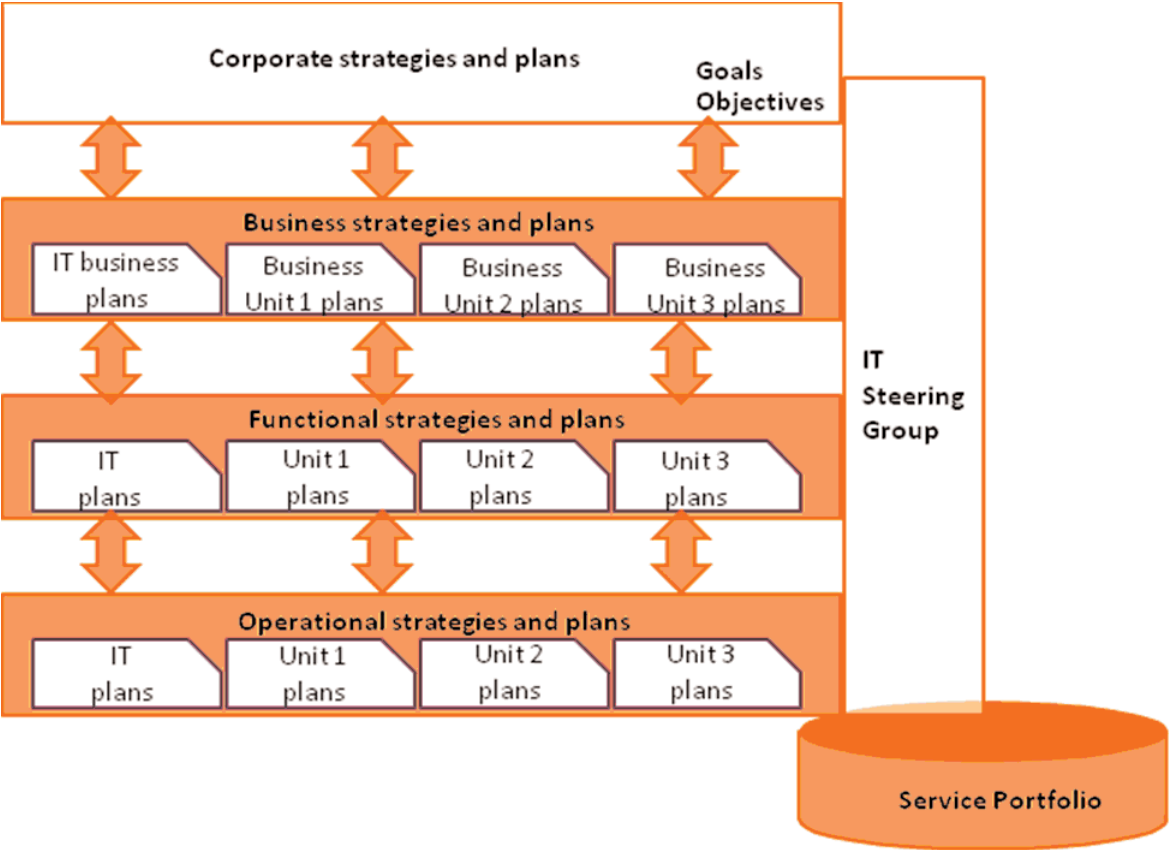 Corporate strategies and plans
Goals
Objectives
Business strategies and plans
IT business
plans
Business
Unit 1 plans
Business
Unit 2 plans
Business
Unit 3 plans
Functional strategies and plans
IT
plans
Unit 1
plans
Unit 2
plans
Unit 3
plans
Operational strategies and plans
IT
plans
Unit 1
plans
Unit 2
plans
Unit 3
plans
IT
Steering
Group
Service Portfolio